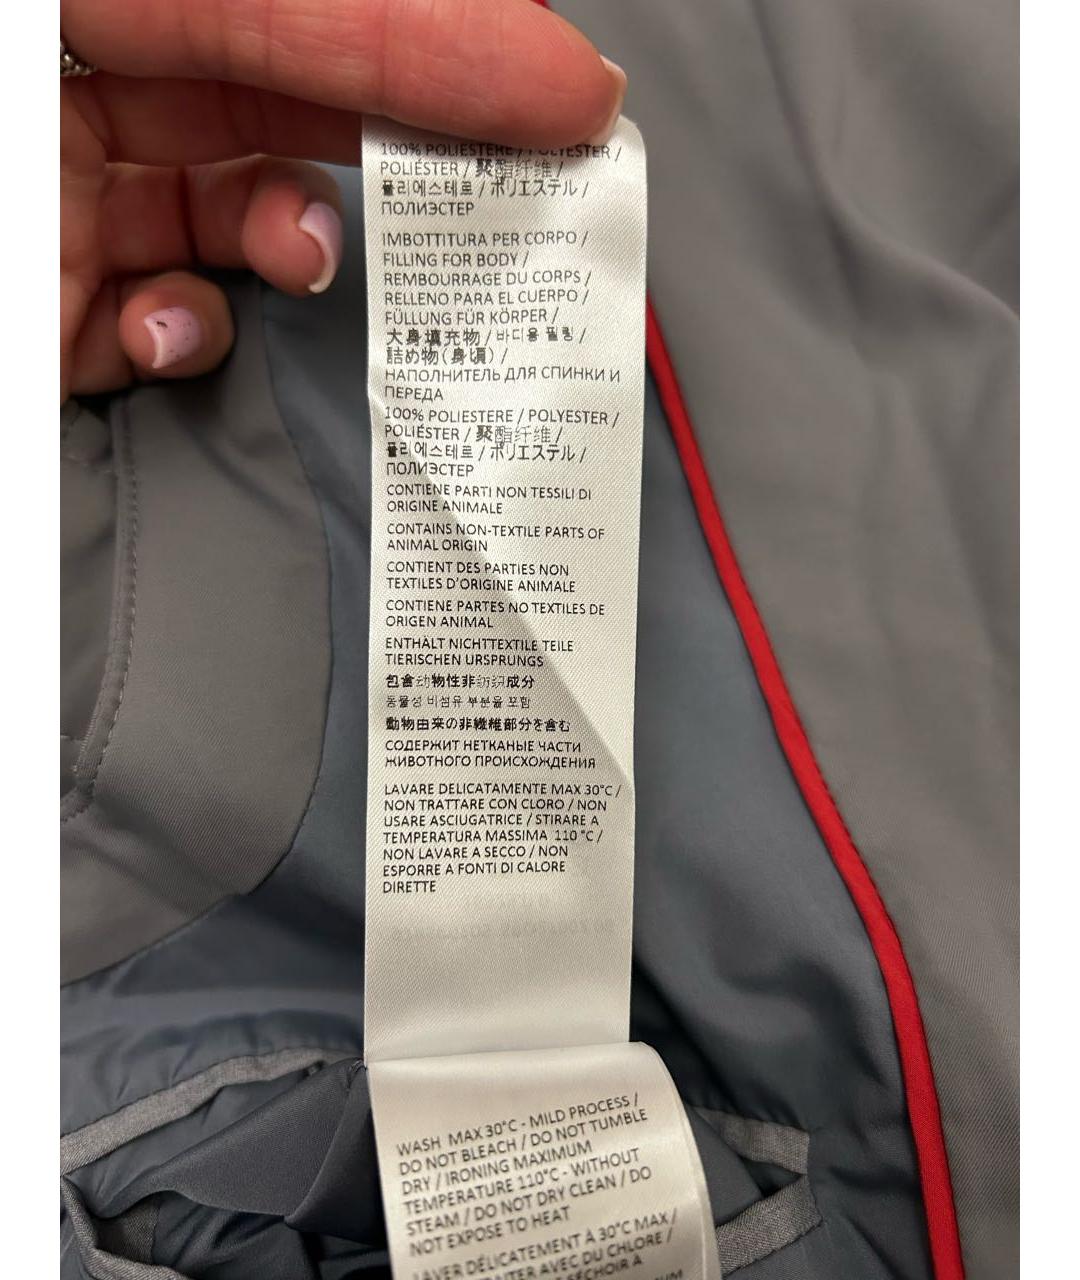 100% POLIESTERE / POLYESTER /
POLIÉSTER / 聚酯纤维 /
폴리에스테르 / ポリエステル /
ПОЛИЭСТЕР
IMBOTTITURA PER CORPO /
FILLING FOR BODY /
REMBOURRAGE DU CORPS /
RELLENO PARA EL CUERPO /
FÜLLUNG FÜR KÖRPER /
大身填充物 / 바디용 필링 /
詰め物(身頃) /
НАПОЛНИТЕЛЬ ДЛЯ СПИНКИ И
ПЕРЕДА
100% POLIESTERE / POLYESTER /
POLIÉSTER / 聚酯纤维 /
폴리에스테르 / ポリエステル /
ПОЛИЭСТЕР
CONTIENE PARTI NON TESSILI DI
ORIGINE ANIMALE
CONTAINS NON-TEXTILE PARTS OF
ANIMAL ORIGIN
CONTIENT DES PARTIES NON
TEXTILES D'ORIGINE ANIMALE
CONTIENE PARTES NO TEXTILES DE
ORIGEN ANIMAL
ENTHÄLT NICHTTEXTILE TEILE
TIERISCHEN URSPRUNGS
包含动物性非纺织成分
동물성 비섬유 부분을 포함
動物由来の非繊維部分を含む
СОДЕРЖИТ НЕТКАНЫЕ ЧАСТИ
ЖИВОТНОГО ПРОИСХОЖДЕНИЯ
LAVARE DELICATAMENTE MAX 30°C /
NON TRATTARE CON CLORO / NON
USARE ASCIUGATRICE / STIRARE A
TEMPERATURA MASSIMA 110 °C /
NON LAVARE A SECCO / NON
ESPORRE A FONTI DI CALORE
DIRETTE
WASH MAX 30°C - MILD PROCESS /
DO NOT BLEACH / DO NOT TUMBLE
DRY / IRONING MAXIMUM
TEMPERATURE 110°C - WITHOUT
STEAM / DO NOT DRY CLEAN / DO
NOT EXPOSE TO HEAT
LAVER DÉLICATEMENT À 30°C MAX /
AVEC DU CHLORE /
SÉCHOIR À